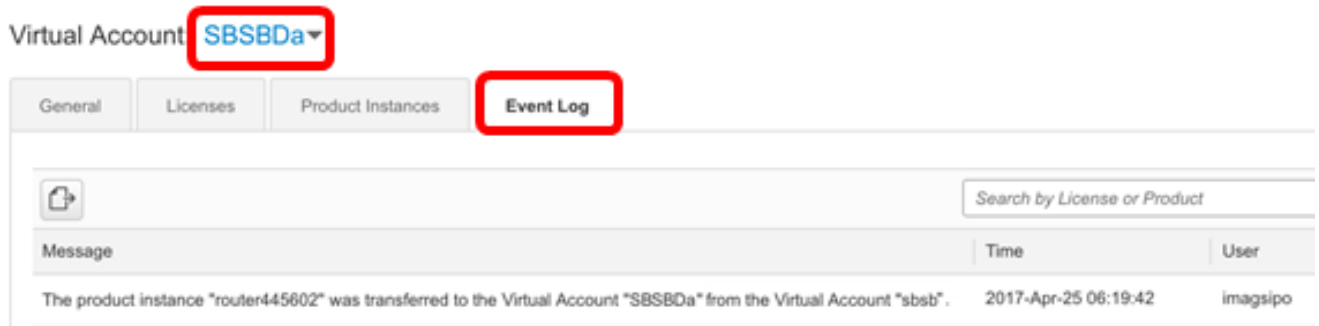 Virtual Account SBSBDa
General Licenses Product Instances Event Log
Search by License or Product
Message Time User
The product instance "router445602" was transferred to the Virtual Account "SBSBDa" from the Virtual Account "sbsb". 2017-Apr-25 06:19:42 imagsipo